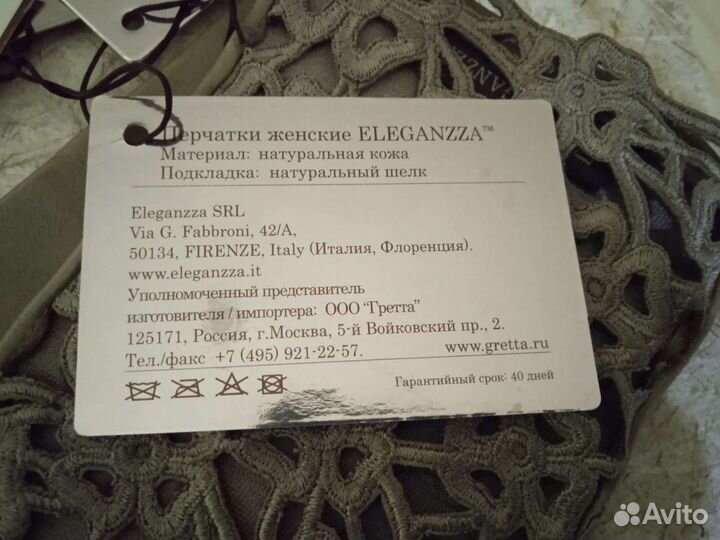 Перчатки женские ELEGANZZA™
Материал: натуральная кожа
Подкладка: натуральный шелк
Eleganzza SRL
Via G. Fabbroni, 42/A,
50134, FIRENZE, Italy (Италия, Флоренция).
www.eleganzza.it
Уполномоченный представитель
изготовителя / импортера: ООО "Гретта"
125171, Россия, г.Москва, 5-й Войковский пр., 2.
Тел./факс +7 (495) 921-22-57.
www.gretta.ru
Гарантийный срок: 40 дней
Avito